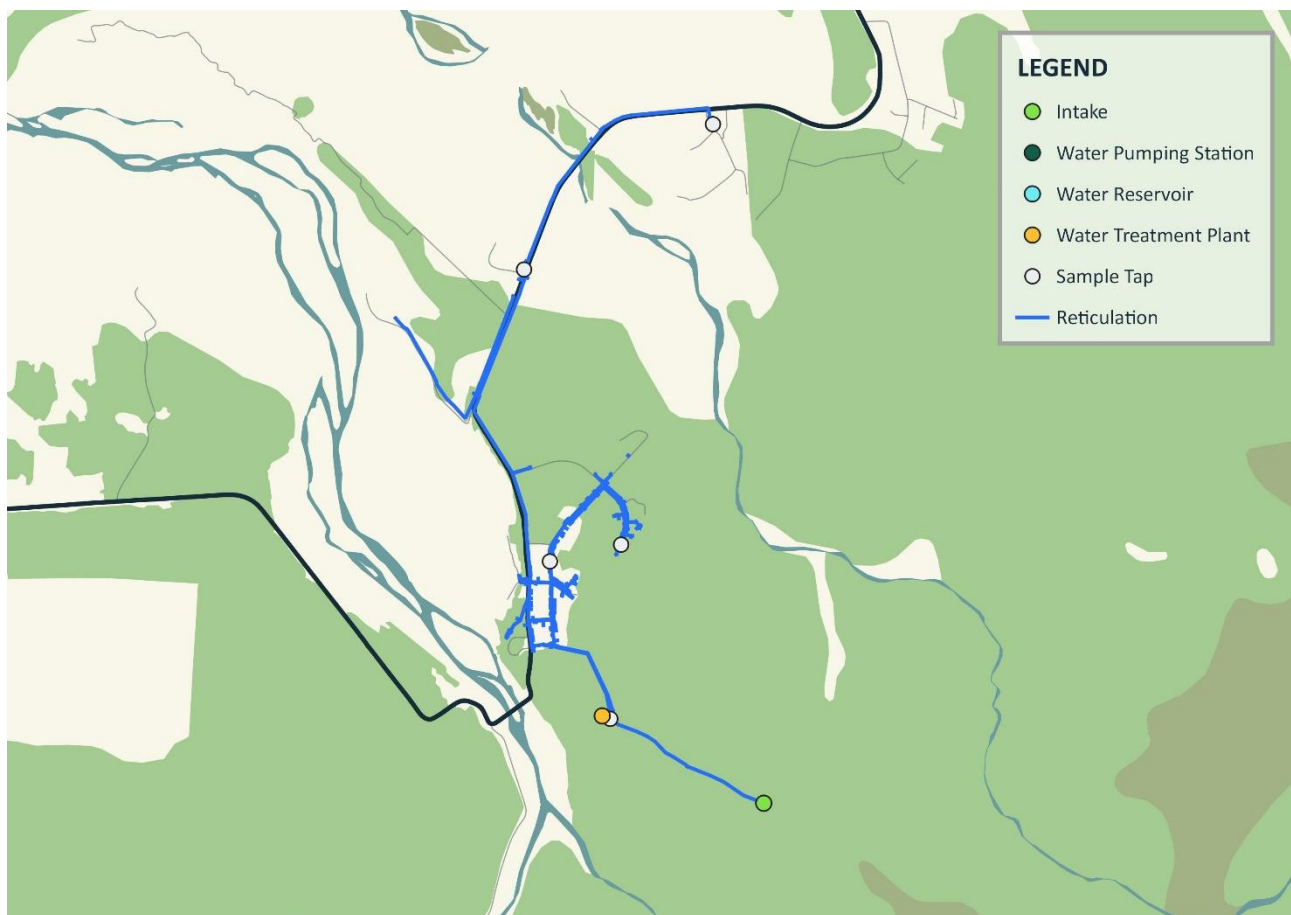 LEGEND
Intake
Water Pumping Station
Water Reservoir
Water Treatment Plant
Sample Tap
Reticulation